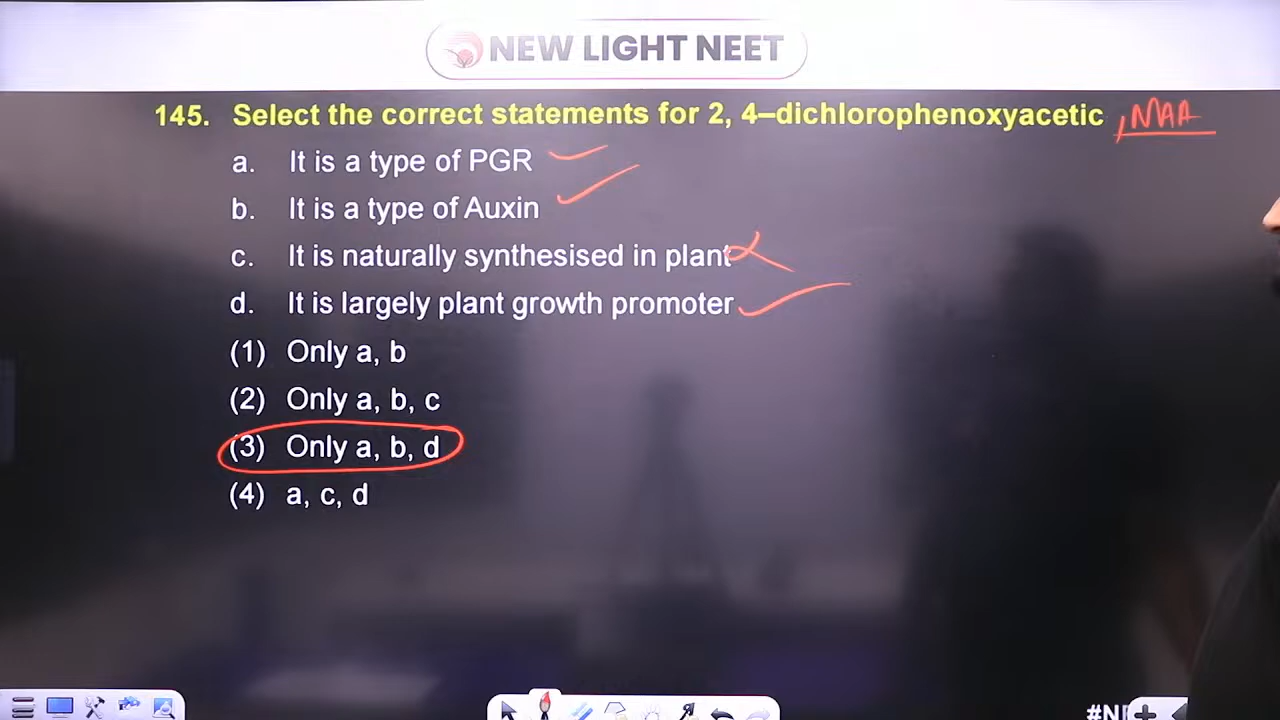 NEW LIGHT NEET
145. Select the correct statements for 2, 4–dichlorophenoxyacetic , NAA
a. It is a type of PGR
b. It is a type of Auxin
c. It is naturally synthesised in plant
d. It is largely plant growth promoter
(1) Only a, b
(2) Only a, b, c
(3) Only a, b, d
(4) a, c, d